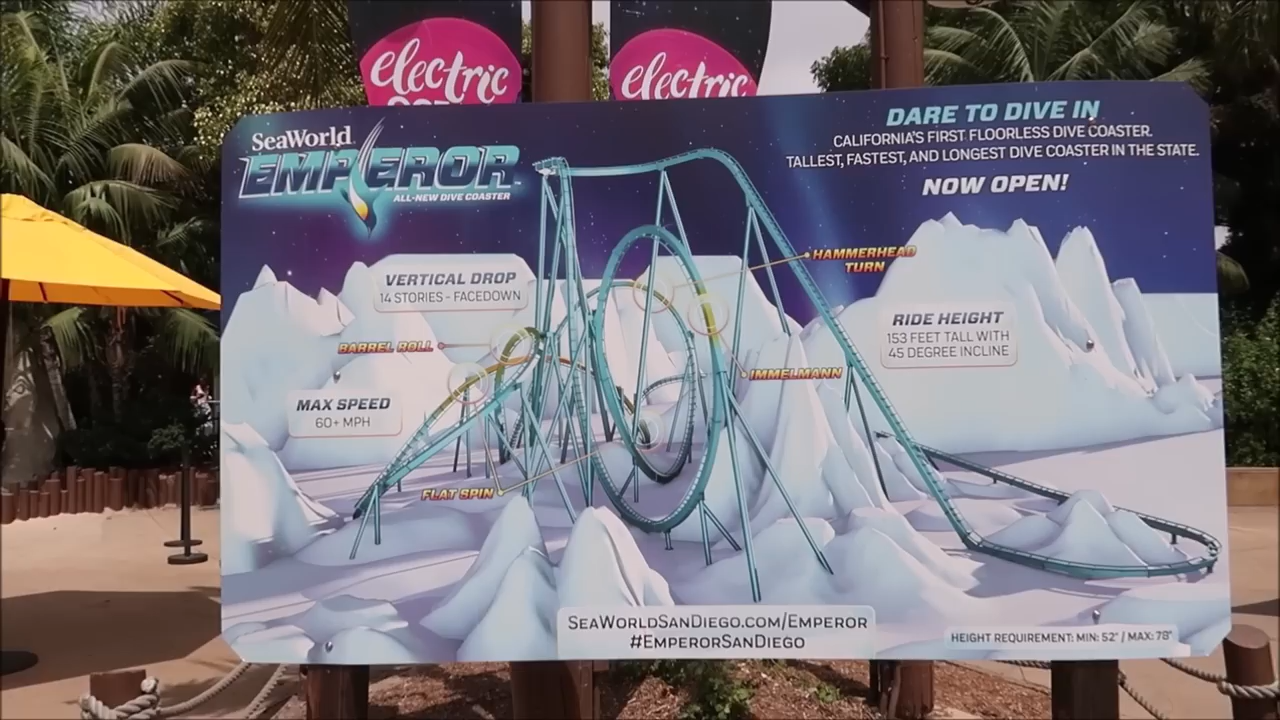 electric
electric
SeaWorld
EMPEROR
ALL-NEW DIVE COASTER
DARE TO DIVE IN
CALIFORNIA'S FIRST FLOORLESS DIVE COASTER.
TALLEST, FASTEST, AND LONGEST DIVE COASTER IN THE STATE.
NOW OPEN!
HAMMERHEAD
TURN
VERTICAL DROP
14 STORIES - FACEDOWN
RIDE HEIGHT
153 FEET TALL WITH
45 DEGREE INCLINE
BARREL ROLL
IMMELMANN
MAX SPEED
60+ MPH
FLAT SPIN
SEAWORLDSANDIEGO.COM/EMPEROR
#EMPERORSANDIEGO
HEIGHT REQUIREMENT: MIN: 52" / MAX: 78"